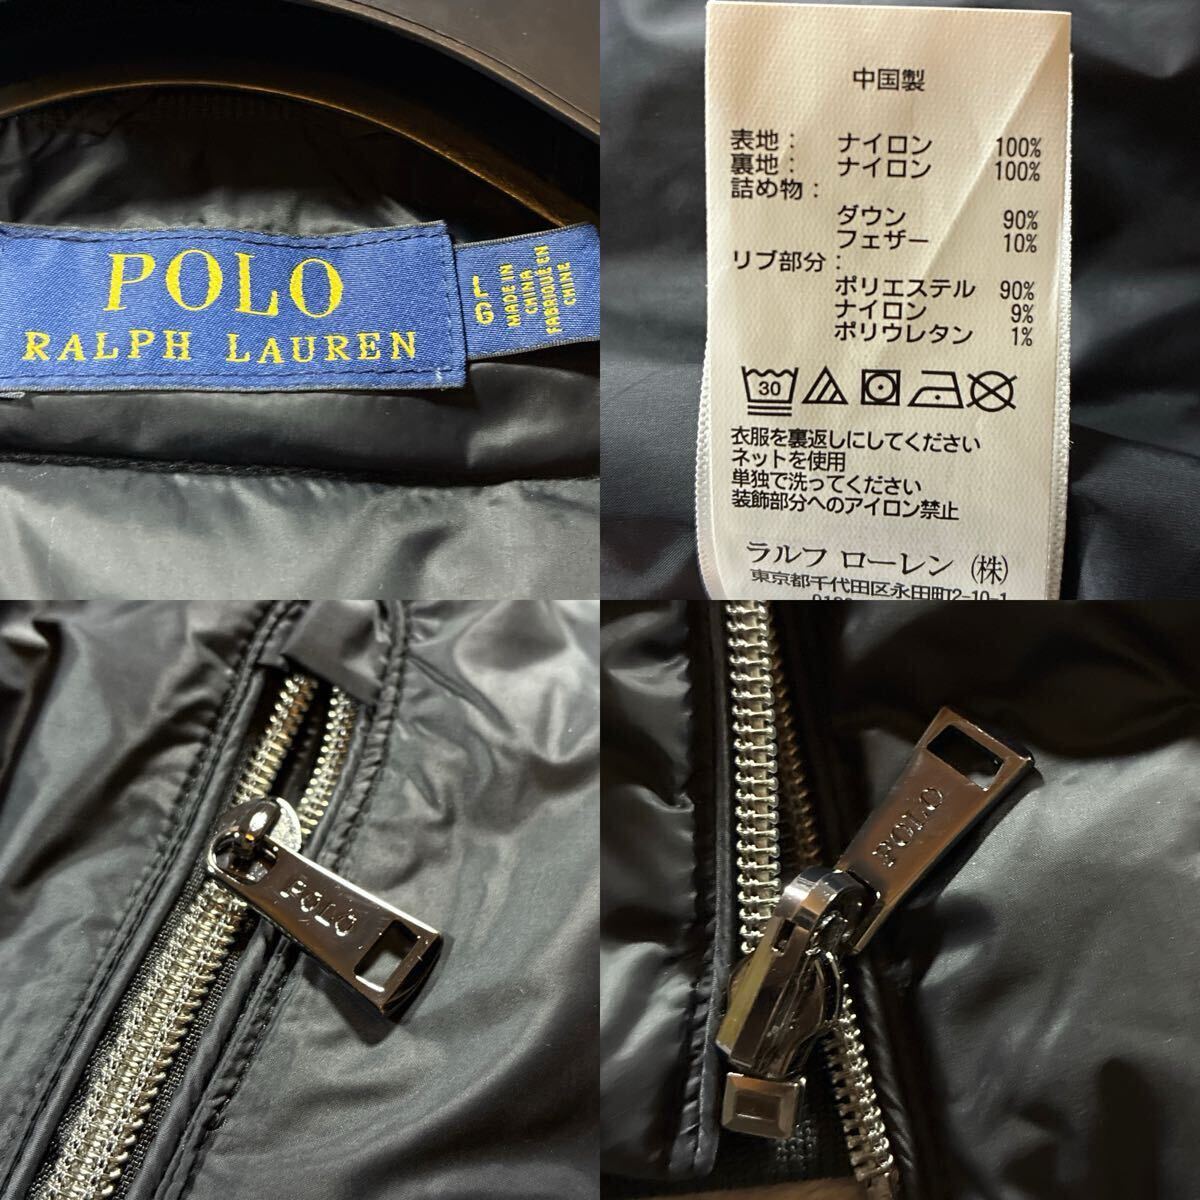 POLO
RALPH LAUREN
L
G
MADE IN
CHINA
FABRIQUÉ EN
CHINE
中国製
表地： ナイロン 100%
裏地： ナイロン 100%
詰め物：
ダウン 90%
フェザー 10%
リブ部分：
ポリエステル 90%
ナイロン 9%
ポリウレタン 1%
30
衣服を裏返しにしてください
ネットを使用
単独で洗ってください
装飾部分へのアイロン禁止
ラルフ ローレン (株)
東京都千代田区永田町2-10-1
POLO
POLO